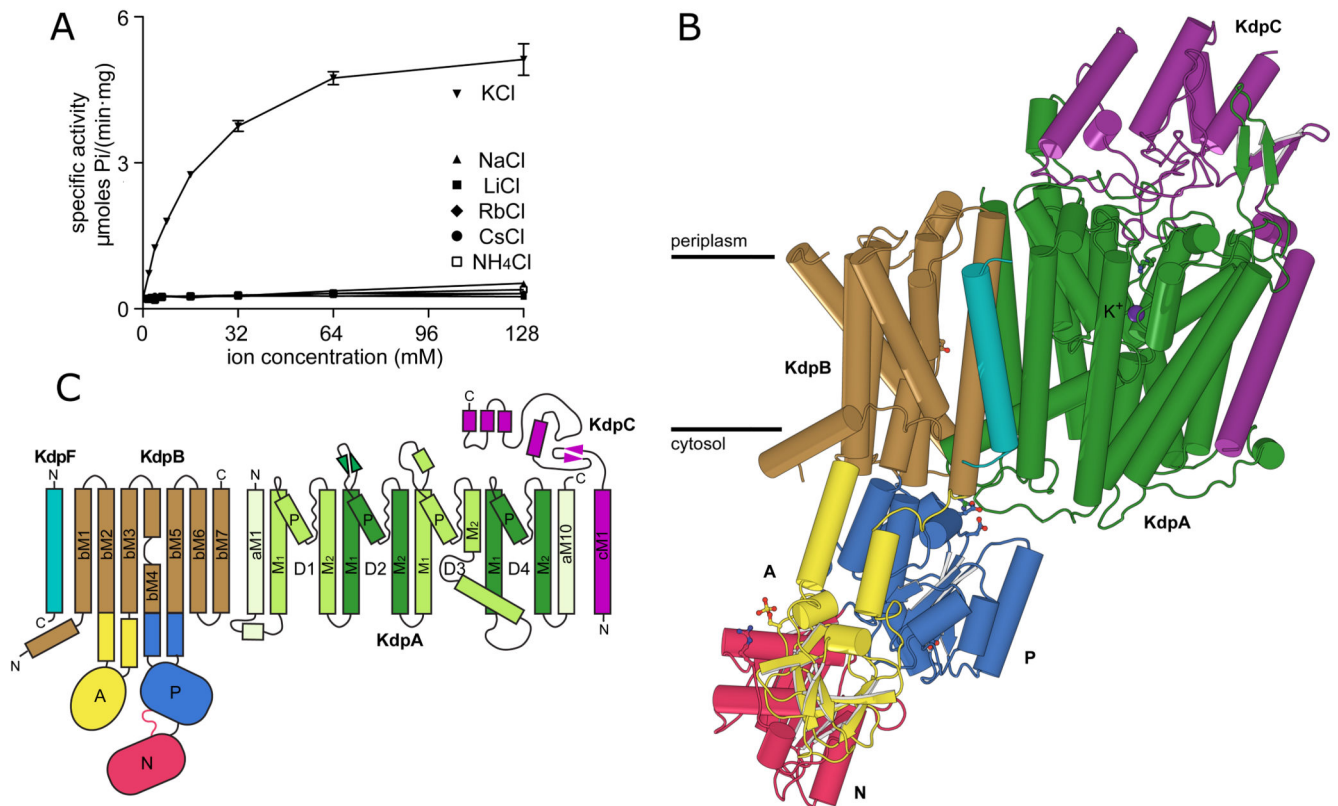 A
6
3
0
specific activity
μmoles Pi/(min·mg)
KCl
NaCl
LiCl
RbCl
CsCl
NH₄Cl
0
32
64
96
128
ion concentration (mM)
B
KdpC
periplasm
K⁺
KdpB
cytosol
KdpA
A
P
N
C
KdpF
KdpB
KdpC
N
C
N
C
C
bM1
bM2
bM3
bM4
bM5
bM6
bM7
aM1
M₁
P
M₂
M₁
P
M₂
M₁
P
M₂
M₁
P
M₂
aM10
cM1
D1
D2
D3
D4
C
N
N
KdpA
A
P
N